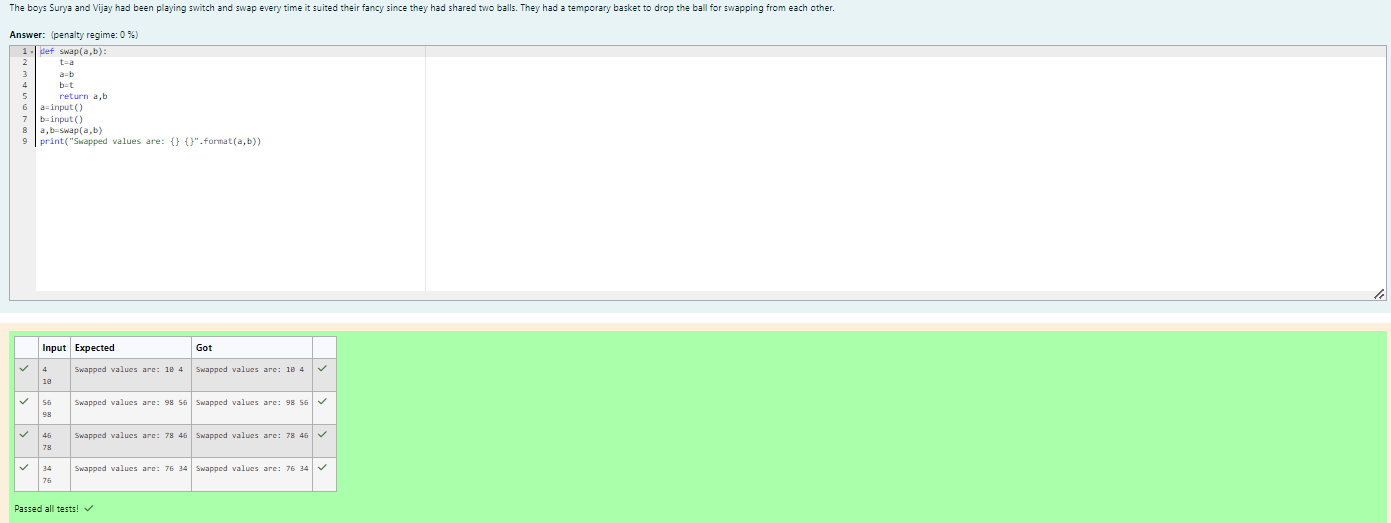 The boys Surya and Vijay had been playing switch and swap every time it suited their fancy since they had shared two balls. They had a temporary basket to drop the ball for swapping from each other.
Answer: (penalty regime: 0 %)
1 def swap(a,b):
2     t=a
3     a=b
4     b=t
5     return a,b
6 a=input()
7 b=input()
8 a,b=swap(a,b)
9 print("Swapped values are: {} {}".format(a,b))
Input Expected Got
4 Swapped values are: 10 4 Swapped values are: 10 4
10
56 Swapped values are: 98 56 Swapped values are: 98 56
98
46 Swapped values are: 78 46 Swapped values are: 78 46
78
34 Swapped values are: 76 34 Swapped values are: 76 34
76
Passed all tests!